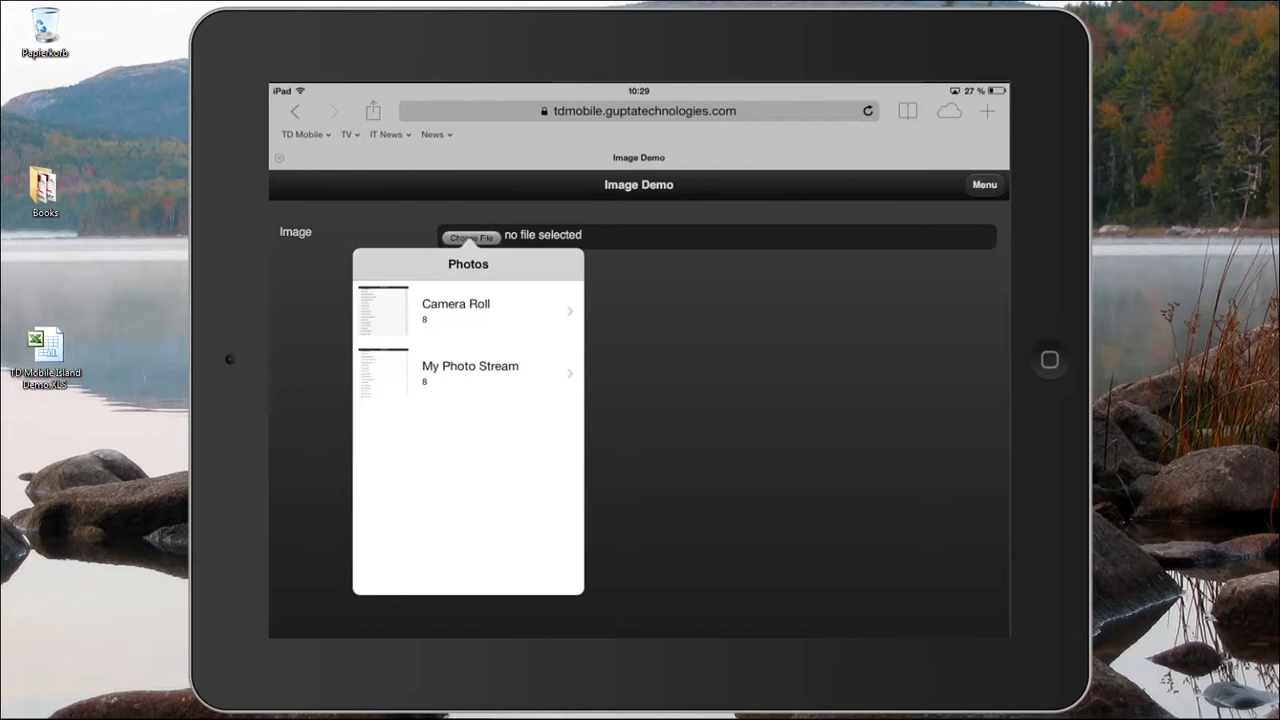 Papierkorb
Books
TD Mobile Island
Demo.XLS
iPad
10:29
27 %
tdmobile.guptatechnologies.com
TD Mobile
TV
IT News
News
Image Demo
Image Demo
Menu
Image
Choose File
no file selected
Photos
Camera Roll
8
My Photo Stream
8